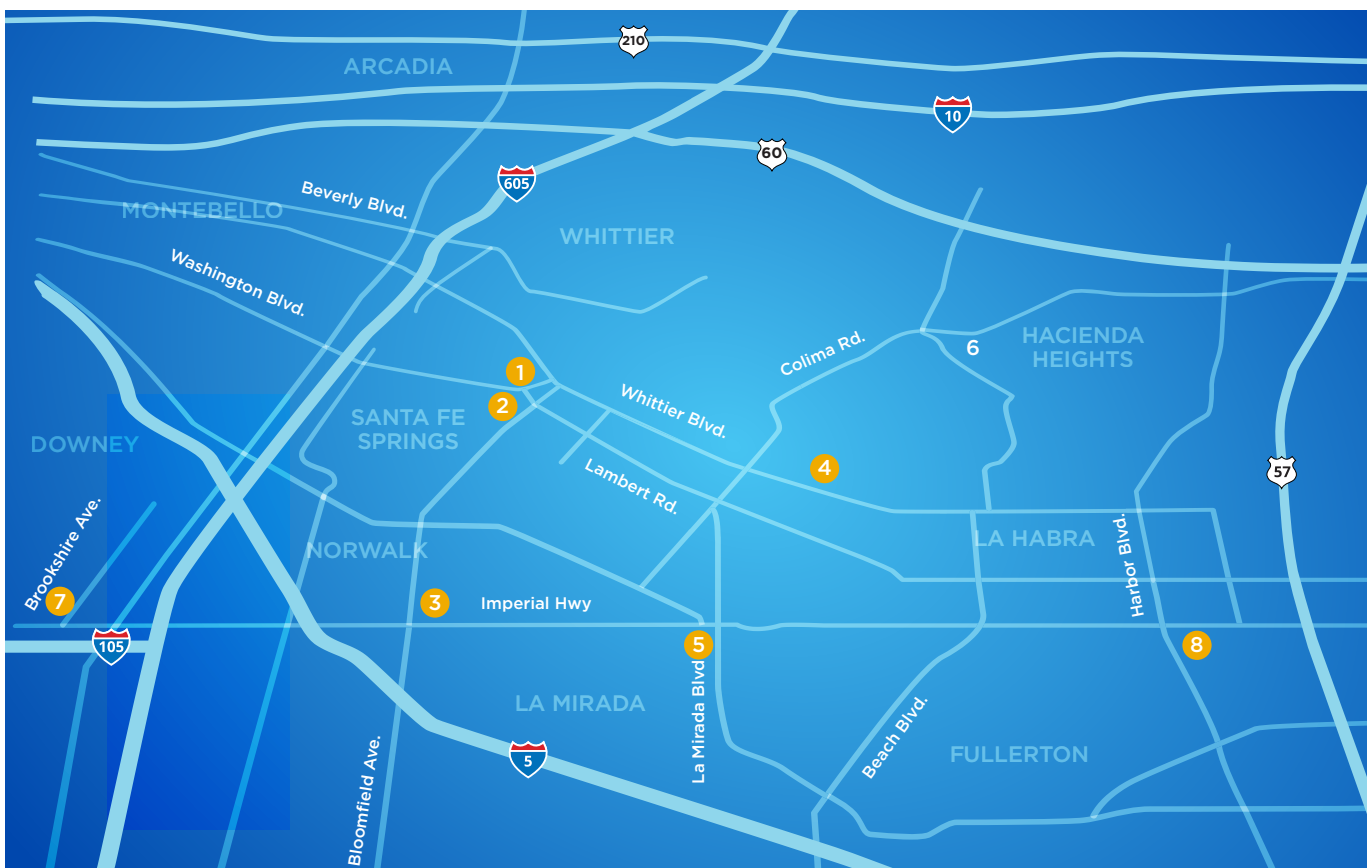 210
ARCADIA
10
60
605
Beverly Blvd.
MONTEBELLO
WHITTIER
Washington Blvd.
Colima Rd.
6
HACIENDA
HEIGHTS
1
2
Whittier Blvd.
SANTA FE
SPRINGS
DOWNEY
4
57
Lambert Rd.
Brookshire Ave.
NORWALK
LA HABRA
Harbor Blvd.
7
3
Imperial Hwy
105
5
8
La Mirada Blvd
LA MIRADA
Beach Blvd.
5
FULLERTON
Bloomfield Ave.